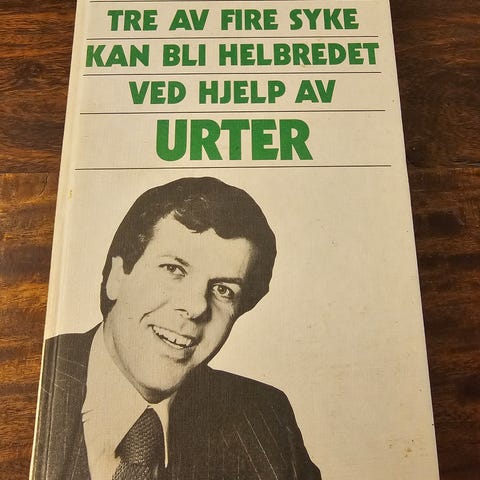 TRE AV FIRE SYKE
KAN BLI HELBREDET
VED HJELP AV
URTER